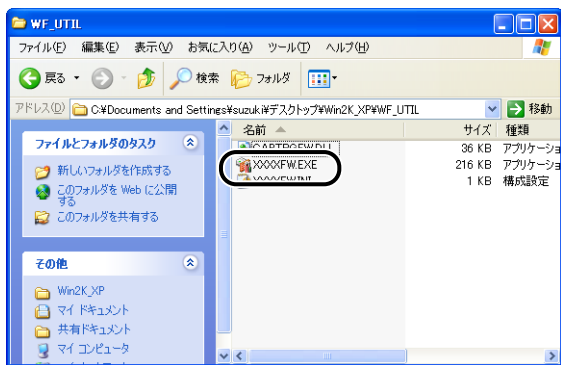 WF_UTIL
ファイル(F) 編集(E) 表示(V) お気に入り(A) ツール(T) ヘルプ(H)
戻る 検索 フォルダ
アドレス(D) C:¥Documents and Settings¥suzuki¥デスクトップ¥Win2K_XP¥WF_UTIL 移動
ファイルとフォルダのタスク
新しいフォルダを作成する
このフォルダを Web に公開する
このフォルダを共有する
その他
Win2K_XP
マイ ドキュメント
共有ドキュメント
マイ コンピュータ
名前 サイズ 種類
36 KB アプリケーショ
XXXXFW.EXE 216 KB アプリケーショ
XXXXFW.INI 1 KB 構成設定